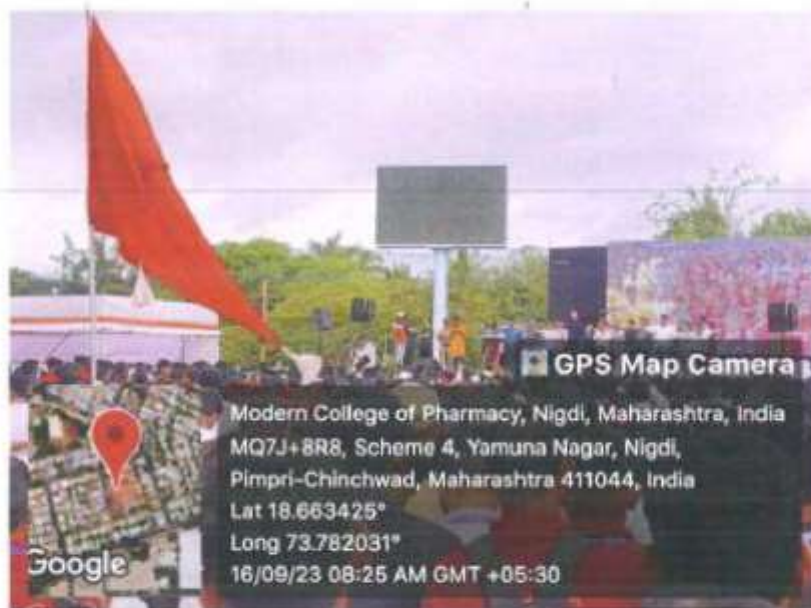 GPS Map Camera
Modern College of Pharmacy, Nigdi, Maharashtra, India
MQ7J+8R8, Scheme 4, Yamuna Nagar, Nigdi,
Pimpri-Chinchwad, Maharashtra 411044, India
Lat 18.663425°
Long 73.782031°
16/09/23 08:25 AM GMT +05:30
Google